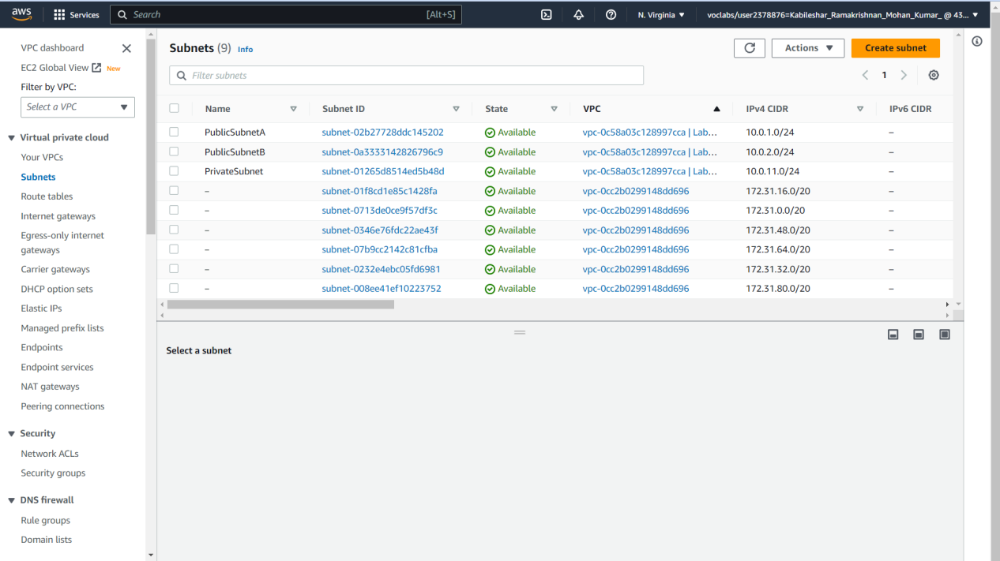 aws Services Search [Alt+S] N. Virginia voclabs/user2378876=Kabileshar_Ramakrishnan_Mohan_Kumar_ @ 43...
VPC dashboard
EC2 Global View New
Filter by VPC:
Select a VPC
Virtual private cloud
Your VPCs
Subnets
Route tables
Internet gateways
Egress-only internet
gateways
Carrier gateways
DHCP option sets
Elastic IPs
Managed prefix lists
Endpoints
Endpoint services
NAT gateways
Peering connections
Security
Network ACLs
Security groups
DNS firewall
Rule groups
Domain lists
Subnets (9) Info
Actions
Create subnet
Filter subnets
1
Name Subnet ID State VPC IPv4 CIDR IPv6 CIDR
PublicSubnetA subnet-02b27728ddc145202 Available vpc-0c58a03c128997cca | Lab... 10.0.1.0/24 –
PublicSubnetB subnet-0a3333142826796c9 Available vpc-0c58a03c128997cca | Lab... 10.0.2.0/24 –
PrivateSubnet subnet-01265d8514ed5b48d Available vpc-0c58a03c128997cca | Lab... 10.0.11.0/24 –
– subnet-01f8cd1e85c1428fa Available vpc-0cc2b0299148dd696 172.31.16.0/20 –
– subnet-0713de0ce9f57df3c Available vpc-0cc2b0299148dd696 172.31.0.0/20 –
– subnet-0346e76fdc22ae43f Available vpc-0cc2b0299148dd696 172.31.48.0/20 –
– subnet-07b9cc2142c81cfba Available vpc-0cc2b0299148dd696 172.31.64.0/20 –
– subnet-0232e4ebc05fd6981 Available vpc-0cc2b0299148dd696 172.31.32.0/20 –
– subnet-008ee41ef10223752 Available vpc-0cc2b0299148dd696 172.31.80.0/20 –
Select a subnet